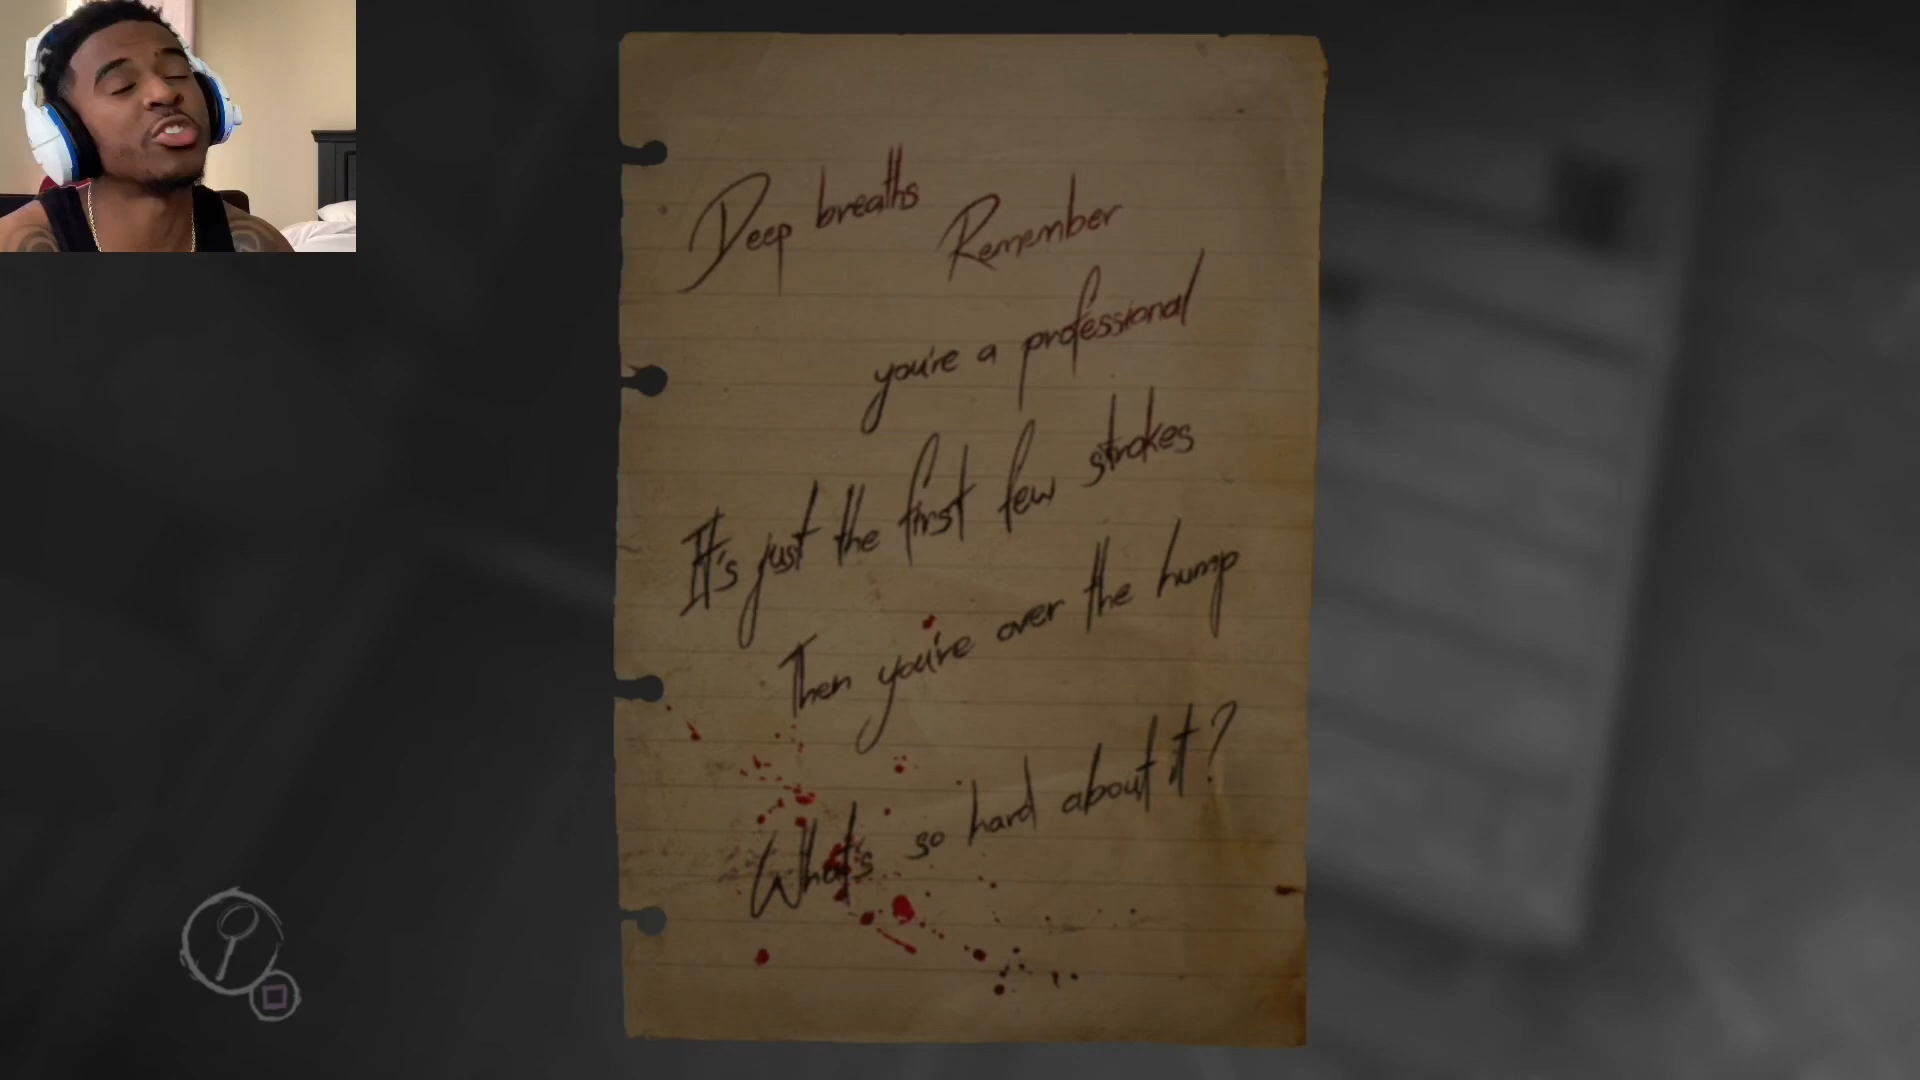 Deep breaths Remember
you're a professional
It's just the first few strokes
Then you're over the hump
What's so hard about it?